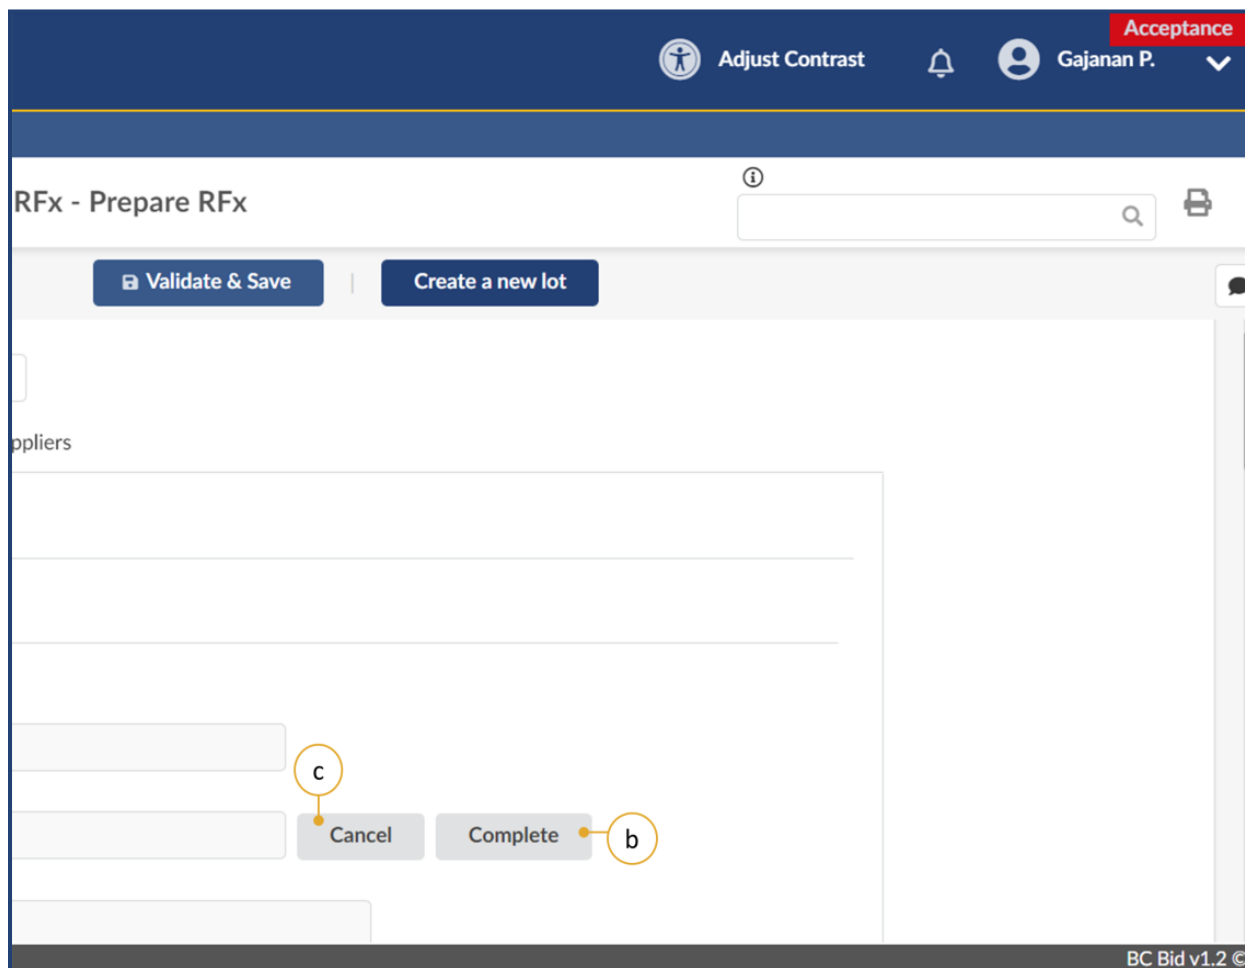 Acceptance
Adjust Contrast
Gajanan P.
RFx - Prepare RFx
Validate & Save
Create a new lot
ppliers
c
Cancel
Complete
b
BC Bid v1.2 ©